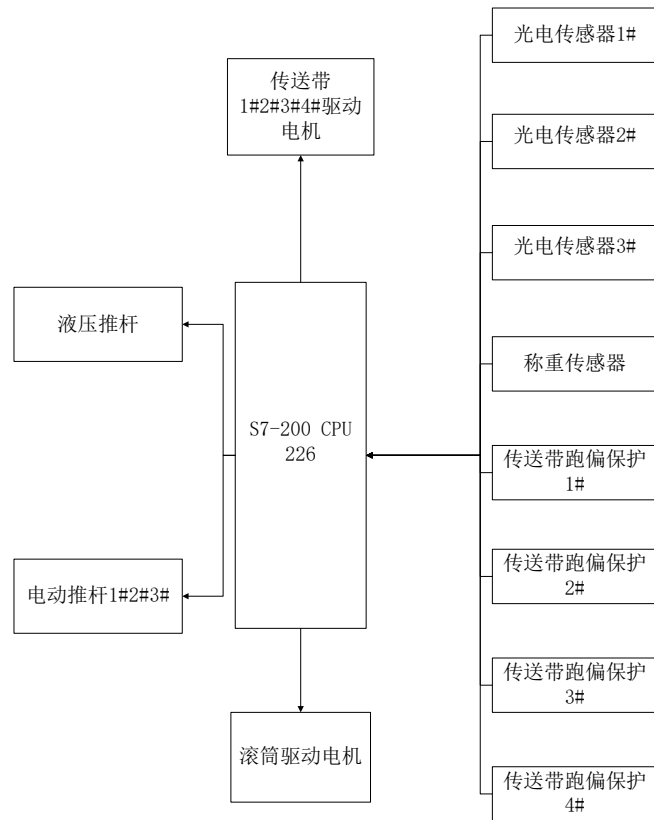 光电传感器1#
传送带
1#2#3#4#驱动
电机
光电传感器2#
光电传感器3#
液压推杆
称重传感器
S7-200 CPU
226
传送带跑偏保护
1#
传送带跑偏保护
2#
电动推杆1#2#3#
传送带跑偏保护
3#
滚筒驱动电机
传送带跑偏保护
4#